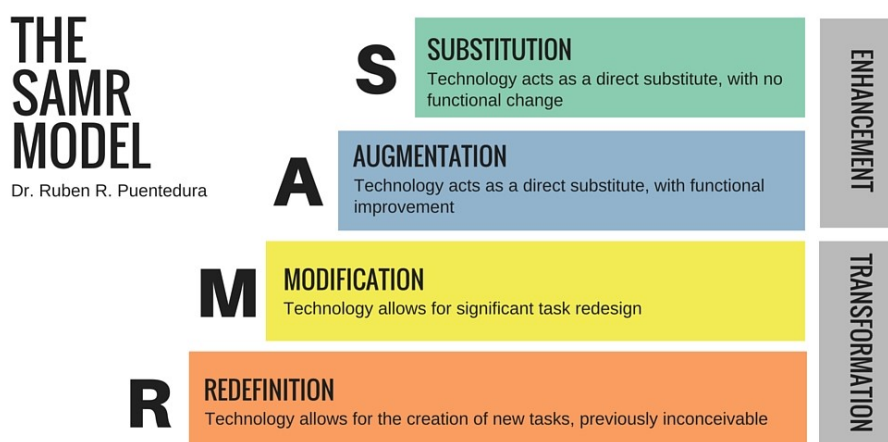 THE
SAMR
MODEL
Dr. Ruben R. Puentedura
S
SUBSTITUTION
Technology acts as a direct substitute, with no
functional change
A
AUGMENTATION
Technology acts as a direct substitute, with functional
improvement
ENHANCEMENT
M
MODIFICATION
Technology allows for significant task redesign
R
REDEFINITION
Technology allows for the creation of new tasks, previously inconceivable
TRANSFORMATION